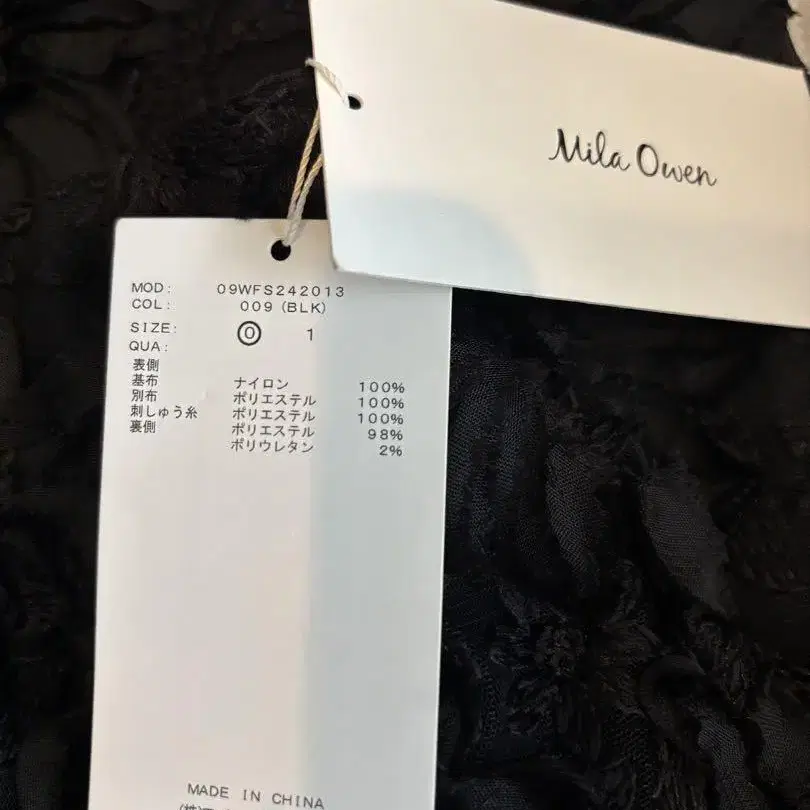 Mila Owen
MOD: 09WFS242013
COL: 009 (BLK)
SIZE: 0 1
QUA:
表側
基布 ナイロン 100%
別布 ポリエステル 100%
刺しゅう糸 ポリエステル 100%
裏側 ポリエステル 98%
ポリウレタン 2%
MADE IN CHINA